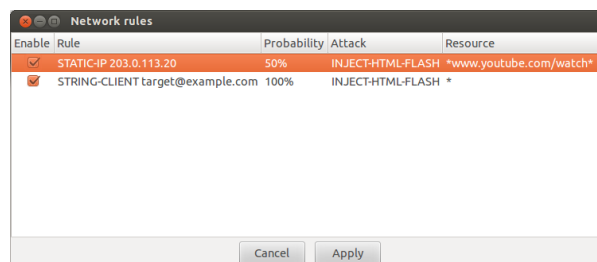 Network rules
Enable Rule Probability Attack Resource
STATIC-IP 203.0.113.20 50% INJECT-HTML-FLASH *www.youtube.com/watch*
STRING-CLIENT target@example.com 100% INJECT-HTML-FLASH *
Cancel Apply